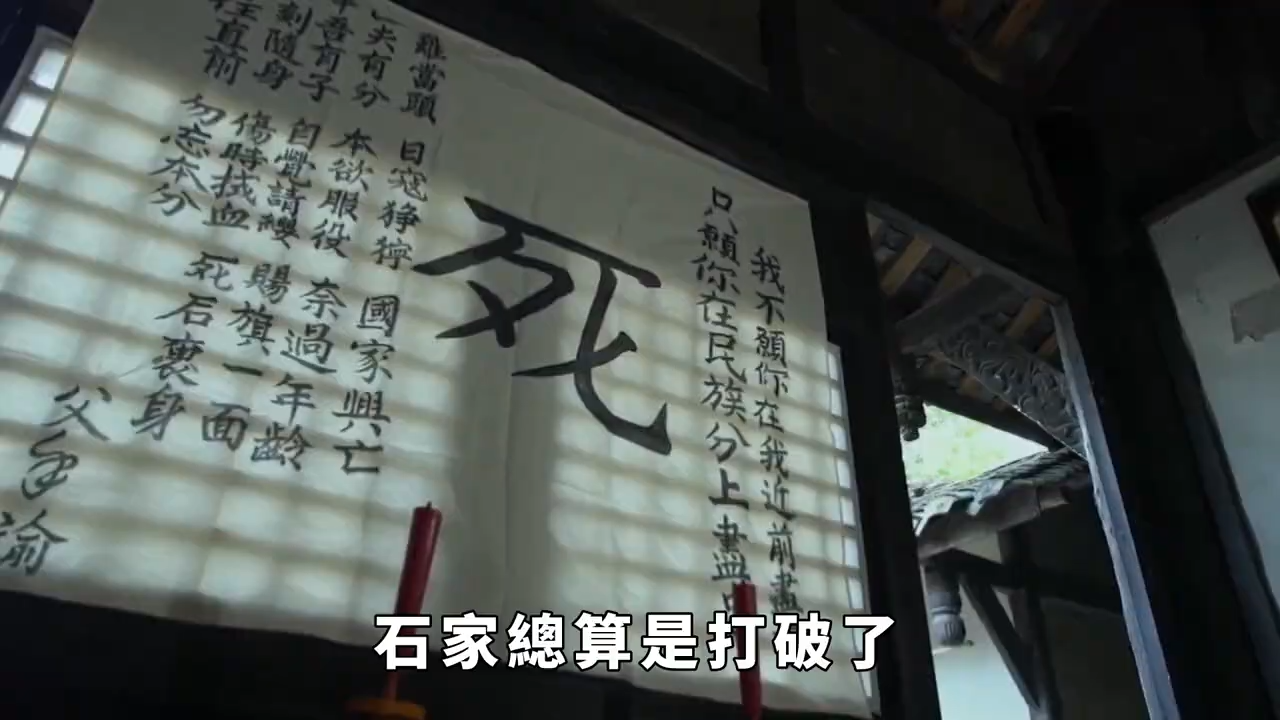 我不願你在我近前盡
只願你在民族分上盡
死
難當頭 日寇猙獰 國家興亡
夫有分 本欲服役 奈過年齡
吾有子 自覺請纓 賜旗一面
刻隨身 傷時拭血 死后裹身
直前 勿忘本分
父手諭
石家總算是打破了